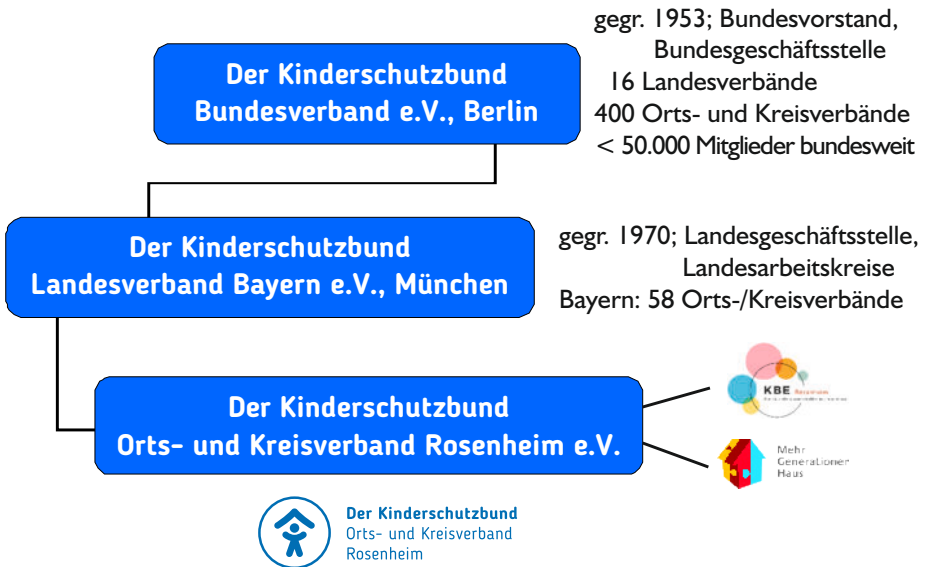 gegr. 1953; Bundesvorstand,
Bundesgeschäftsstelle
16 Landesverbände
400 Orts- und Kreisverbände
< 50.000 Mitglieder bundesweit
Der Kinderschutzbund
Bundesverband e.V., Berlin
gegr. 1970; Landesgeschäftsstelle,
Landesarbeitskreise
Bayern: 58 Orts-/Kreisverbände
Der Kinderschutzbund
Landesverband Bayern e.V., München
Der Kinderschutzbund
Orts- und Kreisverband Rosenheim e.V.
KBE
Mehr
Generationen
Haus
Der Kinderschutzbund
Orts- und Kreisverband
Rosenheim